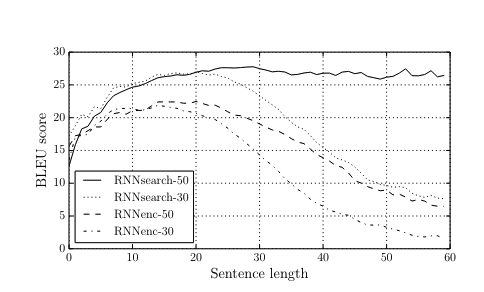 30
25
20
15
10
5
0
BLEU score
RNNsearch-50
RNNsearch-30
RNNenc-50
RNNenc-30
0 10 20 30 40 50 60
Sentence length